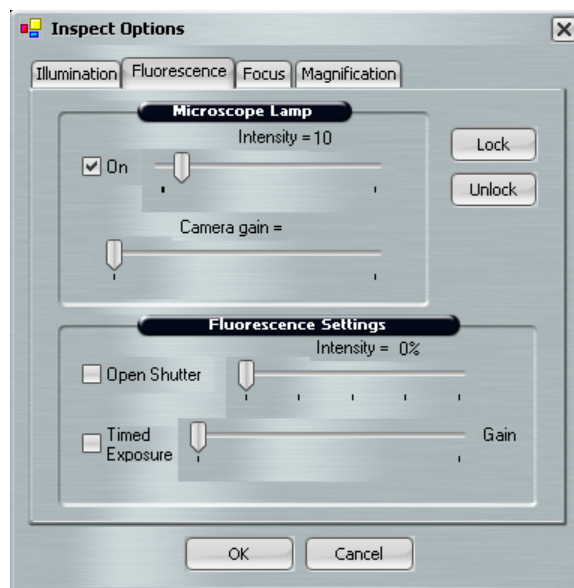 Inspect Options
Illumination Fluorescence Focus Magnification
Microscope Lamp
Intensity = 10
On
Lock
Unlock
Camera gain =
Fluorescence Settings
Intensity = 0%
Open Shutter
Timed
Exposure
Gain
OK Cancel